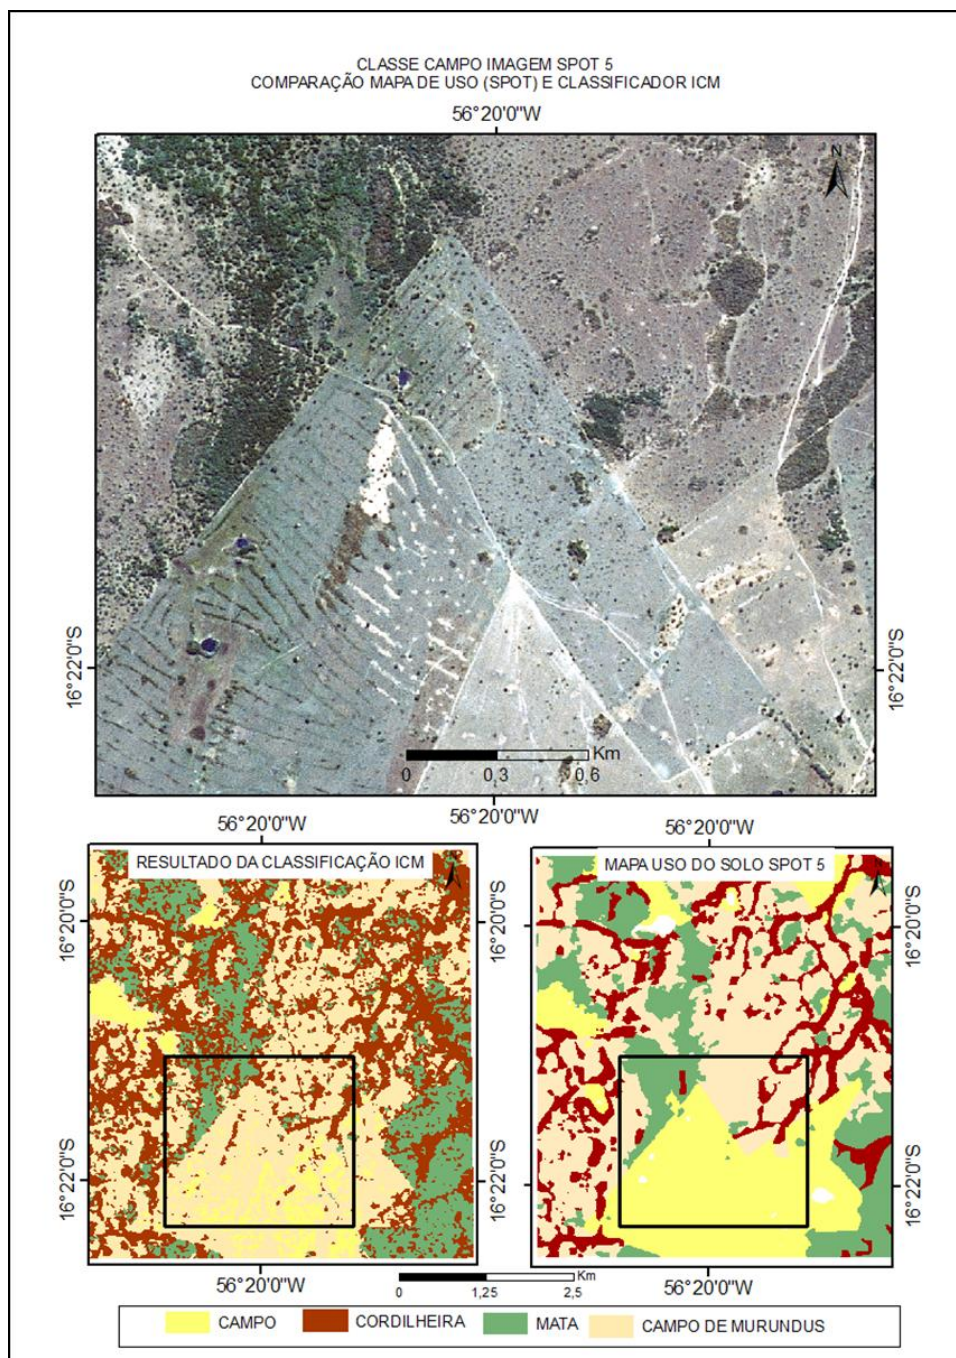 CLASSE CAMPO IMAGEM SPOT 5
COMPARAÇÃO MAPA DE USO (SPOT) E CLASSIFICADOR ICM
56°20'0"W
N
16°22'0"S
16°22'0"S
Km
0 0,3 0,6
56°20'0"W
56°20'0"W
56°20'0"W
RESULTADO DA CLASSIFICAÇÃO ICM
MAPA USO DO SOLO SPOT 5
16°20'0"S
16°20'0"S
16°20'0"S
16°22'0"S
16°22'0"S
16°22'0"S
56°20'0"W
56°20'0"W
Km
0 1,25 2,5
CAMPO
CORDILHEIRA
MATA
CAMPO DE MURUNDUS